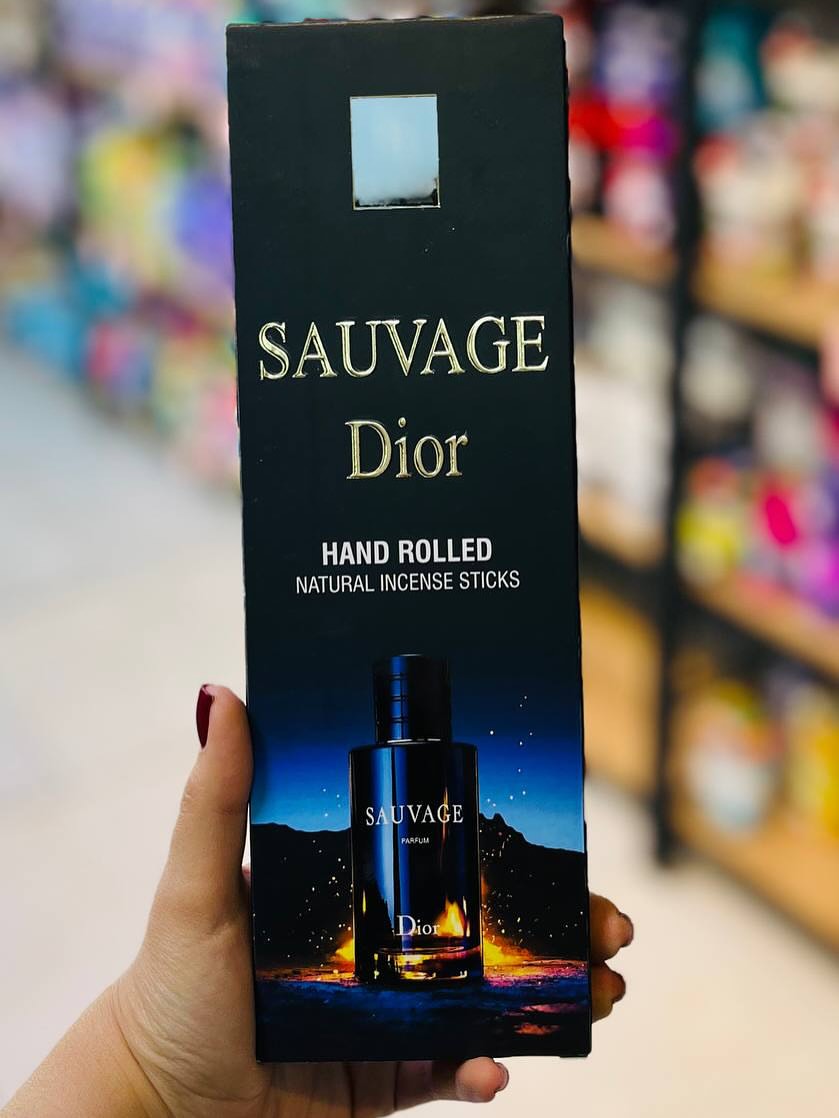 SAUVAGE
Dior
HAND ROLLED
NATURAL INCENSE STICKS
SAUVAGE
PARFUM
Dior